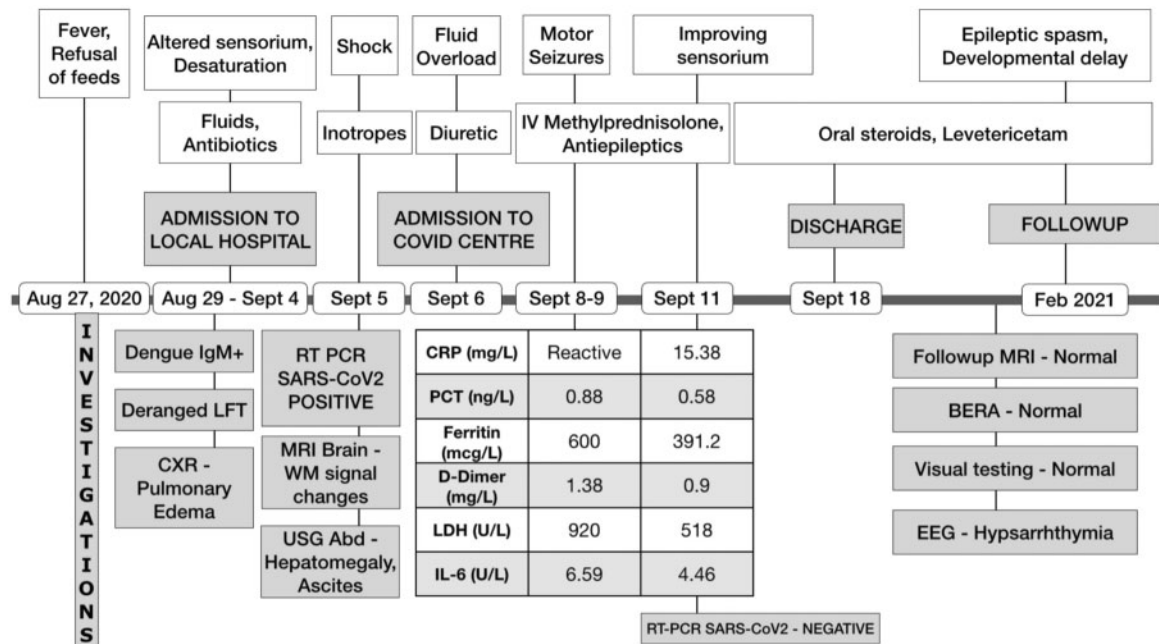 Fever,
Refusal
of feeds
Altered sensorium,
Desaturation
Shock
Fluid
Overload
Motor
Seizures
Improving
sensorium
Epileptic spasm,
Developmental delay
Fluids,
Antibiotics
Inotropes
Diuretic
IV Methylprednisolone,
Antiepileptics
Oral steroids, Levetericetam
ADMISSION TO
LOCAL HOSPITAL
ADMISSION TO
COVID CENTRE
DISCHARGE
FOLLOWUP
Aug 27, 2020
Aug 29 - Sept 4
Sept 5
Sept 6
Sept 8-9
Sept 11
Sept 18
Feb 2021
INVESTIGATIONS
Dengue IgM+
Deranged LFT
CXR -
Pulmonary
Edema
RT PCR
SARS-CoV2
POSITIVE
MRI Brain -
WM signal
changes
USG Abd -
Hepatomegaly,
Ascites
CRP (mg/L) Reactive 15.38
PCT (ng/L) 0.88 0.58
Ferritin
(mcg/L) 600 391.2
D-Dimer
(mg/L) 1.38 0.9
LDH (U/L) 920 518
IL-6 (U/L) 6.59 4.46
RT-PCR SARS-CoV2 - NEGATIVE
Followup MRI - Normal
BERA - Normal
Visual testing - Normal
EEG - Hypsarrhthymia